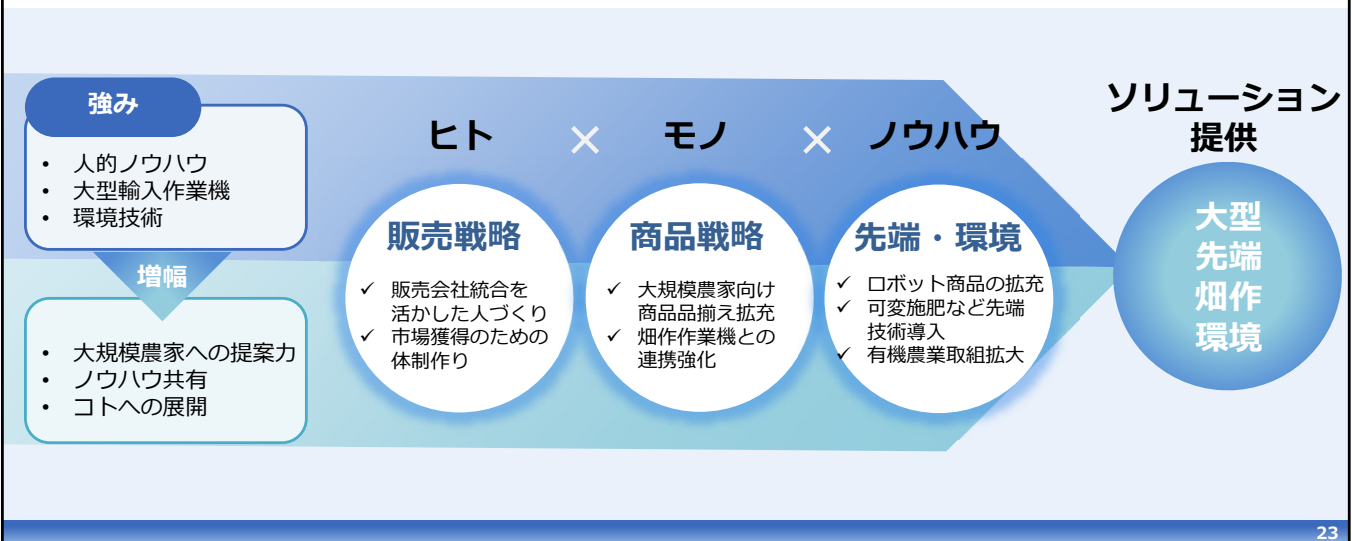 強み
• 人的ノウハウ
• 大型輸入作業機
• 環境技術
増幅
• 大規模農家への提案力
• ノウハウ共有
• コトへの展開
ヒト × モノ × ノウハウ
販売戦略
✓ 販売会社統合を
活かした人づくり
✓ 市場獲得のための
体制作り
商品戦略
✓ 大規模農家向け
商品品揃え拡充
✓ 畑作作業機との
連携強化
先端・環境
✓ ロボット商品の拡充
✓ 可変施肥など先端
技術導入
✓ 有機農業取組拡大
ソリューション
提供
大型
先端
畑作
環境
23